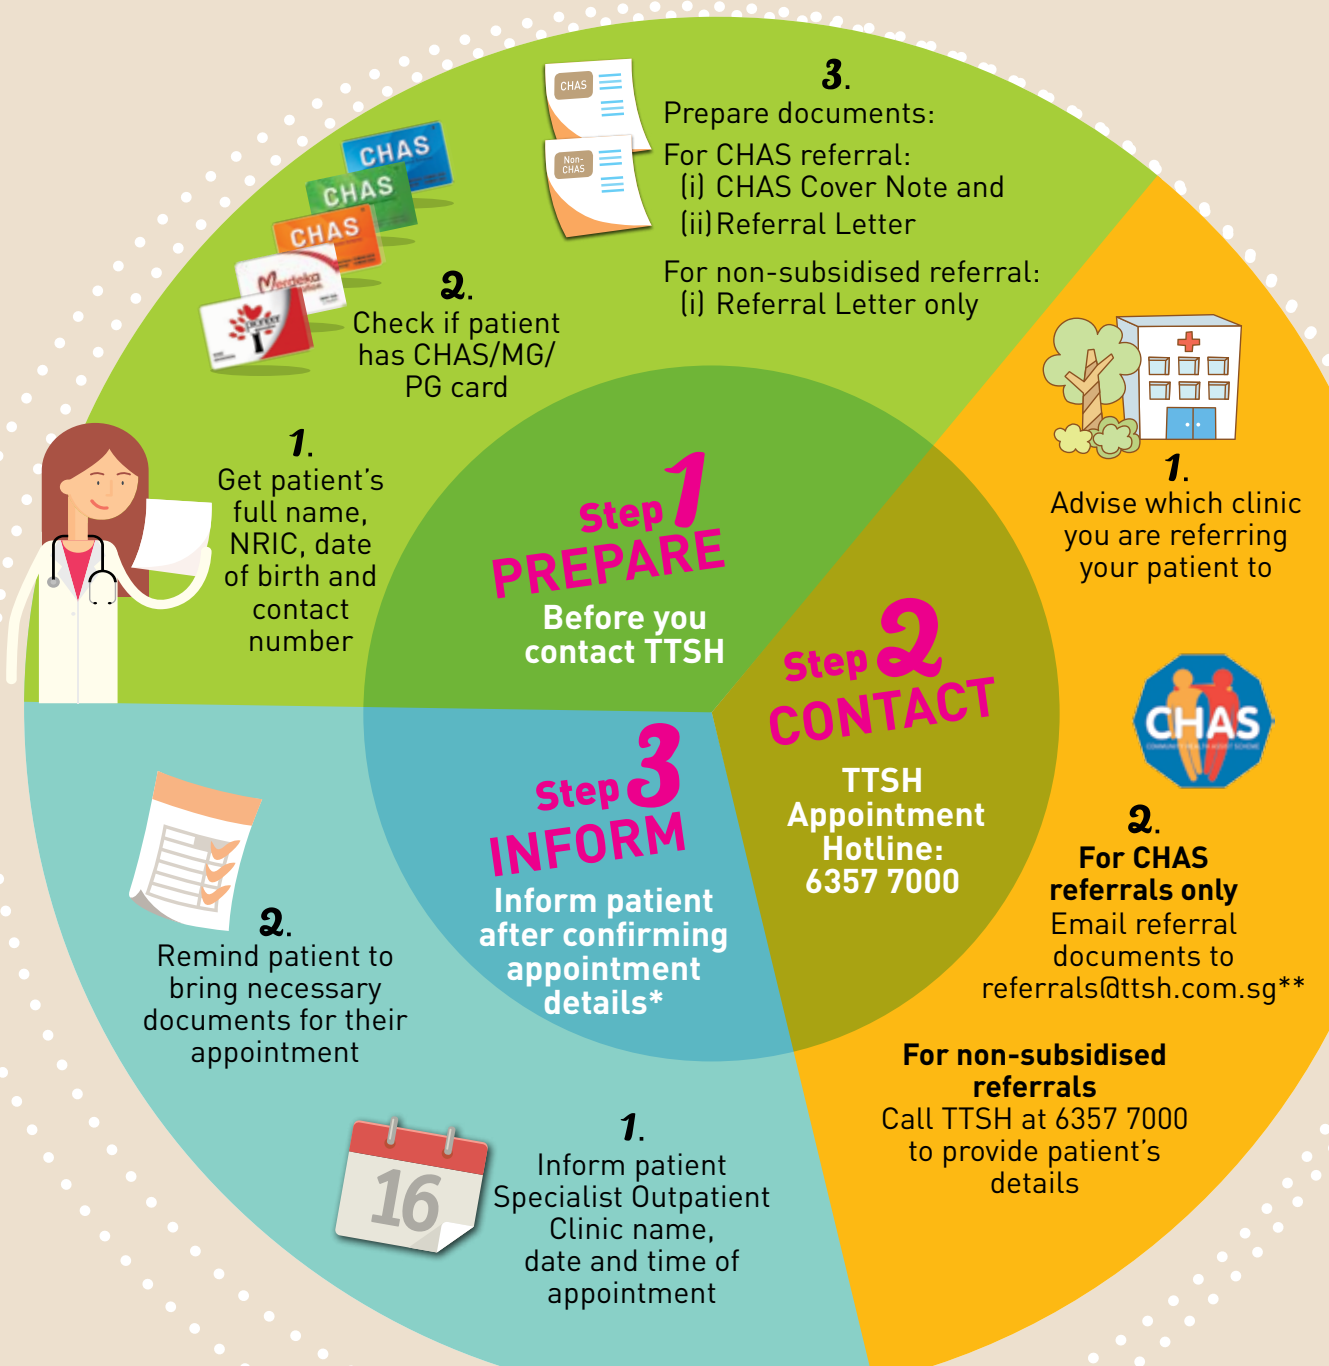 Step 1
PREPARE
Before you
contact TTSH
1.
Get patient's
full name,
NRIC, date
of birth and
contact
number
CHAS
CHAS
CHAS
Merdeka
Pioneer
2.
Check if patient
has CHAS/MG/
PG card
CHAS
Non-
CHAS
3.
Prepare documents:
For CHAS referral:
(i) CHAS Cover Note and
(ii) Referral Letter
For non-subsidised referral:
(i) Referral Letter only
Step 2
CONTACT
TTSH
Appointment
Hotline:
6357 7000
1.
Advise which clinic
you are referring
your patient to
CHAS
COMMUNITY HEALTH ASSIST SCHEME
2.
For CHAS
referrals only
Email referral
documents to
referrals@ttsh.com.sg**
For non-subsidised
referrals
Call TTSH at 6357 7000
to provide patient's
details
Step 3
INFORM
Inform patient
after confirming
appointment
details*
16
1.
Inform patient
Specialist Outpatient
Clinic name,
date and time of
appointment
2.
Remind patient to
bring necessary
documents for their
appointment